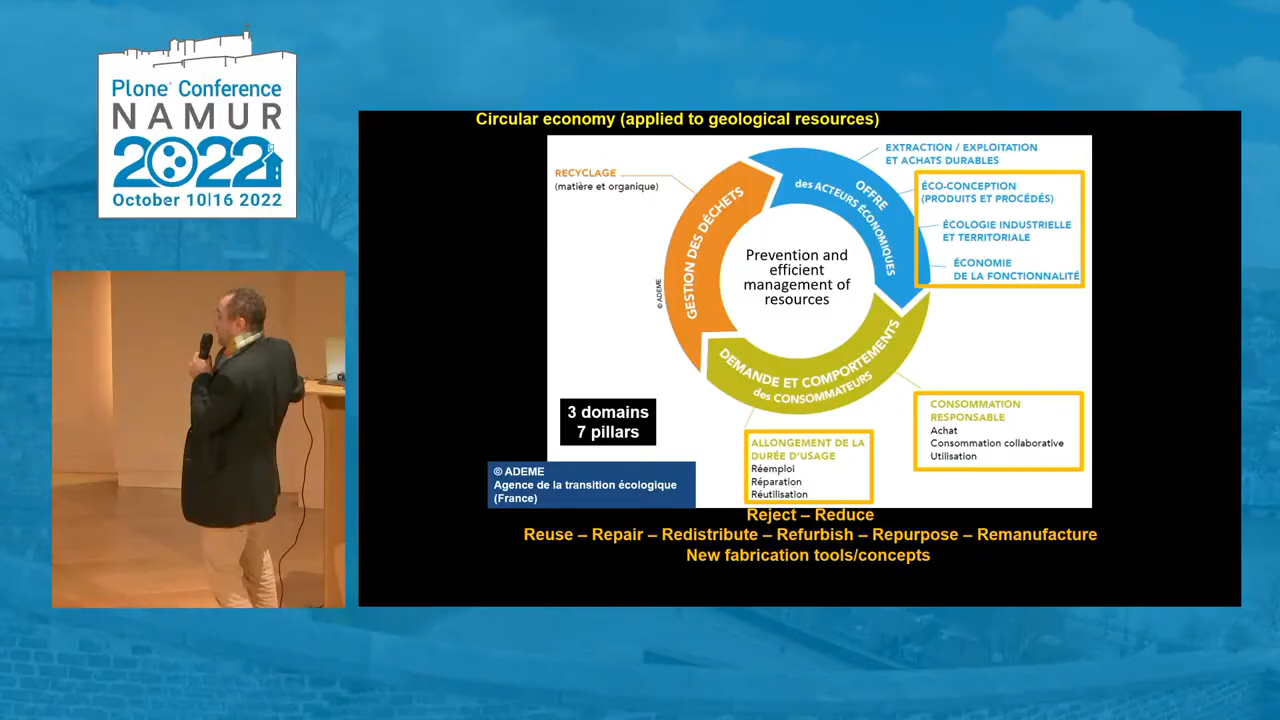 Plone® Conference
NAMUR
2022
October 10|16 2022
Circular economy (applied to geological resources)
RECYCLAGE
(matière et organique)
EXTRACTION / EXPLOITATION
ET ACHATS DURABLES
ÉCO-CONCEPTION
(PRODUITS ET PROCÉDÉS)
ÉCOLOGIE INDUSTRIELLE
ET TERRITORIALE
ÉCONOMIE
DE LA FONCTIONNALITÉ
OFFRE
des ACTEURS ÉCONOMIQUES
GESTION DES DÉCHETS
Prevention and
efficient
management of
resources
© ADEME
DEMANDE ET COMPORTEMENTS
des CONSOMMATEURS
3 domains
7 pillars
CONSOMMATION
RESPONSABLE
Achat
Consommation collaborative
Utilisation
ALLONGEMENT DE LA
DURÉE D'USAGE
Réemploi
Réparation
Réutilisation
© ADEME
Agence de la transition écologique
(France)
Reject – Reduce
Reuse – Repair – Redistribute – Refurbish – Repurpose – Remanufacture
New fabrication tools/concepts